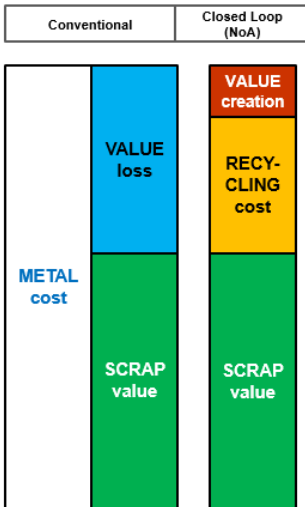 Conventional
Closed Loop
(NoA)
METAL
cost
VALUE
loss
SCRAP
value
VALUE
creation
RECY-
CLING
cost
SCRAP
value